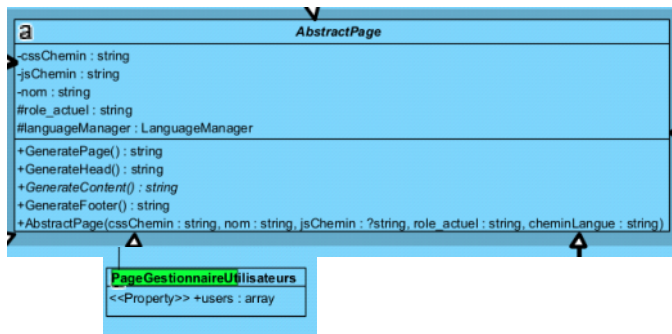 a
AbstractPage
-cssChemin : string
-jsChemin : string
-nom : string
#role_actuel : string
#languageManager : LanguageManager
+GeneratePage() : string
+GenerateHead() : string
+GenerateContent() : string
+GenerateFooter() : string
+AbstractPage(cssChemin : string, nom : string, jsChemin : ?string, role_actuel : string, cheminLangue : string)
PageGestionnaireUtilisateurs
<<Property>> +users : array